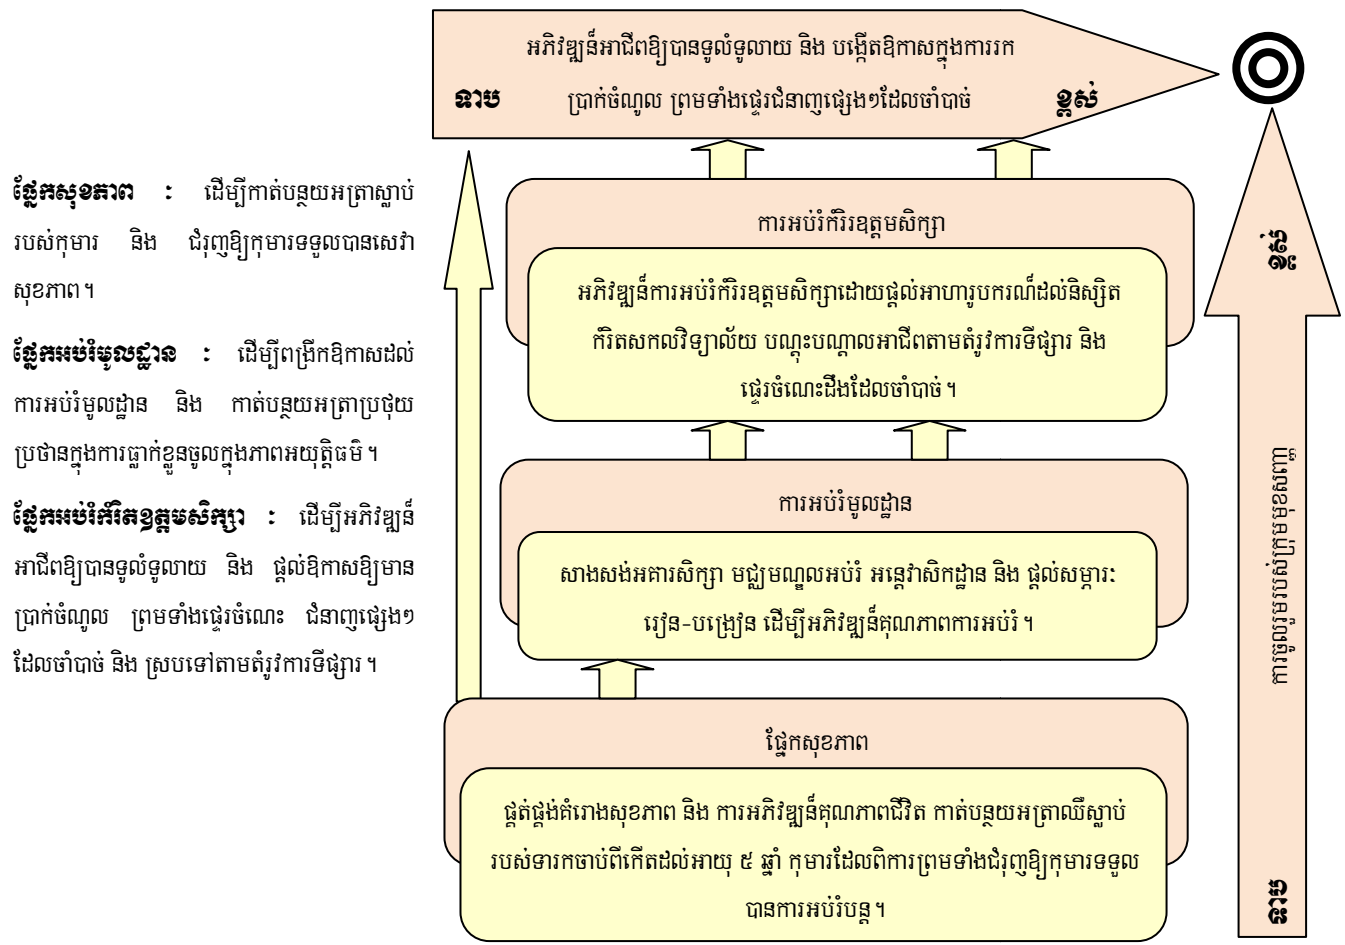 អភិវឌ្ឍន៏អាជីពឱ្យបានទូលំទូលាយ និង បង្កើតឱកាសក្នុងការរក
ទាប
ប្រាក់ចំណូល ព្រមទាំងផ្ទេរជំនាញផ្សេងៗដែលចាំបាច់
ខ្ពស់
ផ្នែកសុខភាព ៈ ដើម្បីកាត់បន្ថយអត្រាស្លាប់
របស់កុមារ និង ជំរុញឱ្យកុមារទទួលបានសេវា
សុខភាព។
ផ្នែកអប់រំមូលដ្ឋាន ៈ ដើម្បីពង្រីកឱកាសដល់
ការអប់រំមូលដ្ឋាន និង កាត់បន្ថយអត្រាប្រថុយ
ប្រថានក្នុងការធ្លាក់ខ្លួនចូលក្នុងភាពអយុត្តិធម៌។
ផ្នែកអប់រំកំរិតឧត្តមសិក្សា ៈ ដើម្បីអភិវឌ្ឍន៏
អាជីពឱ្យបានទូលំទូលាយ និង ផ្តល់ឱកាសឱ្យមាន
ប្រាក់ចំណូល ព្រមទាំងផ្ទេរចំណេះ ជំនាញផ្សេងៗ
ដែលចាំបាច់ និង ស្របទៅតាមតំរូវការទីផ្សារ។
ការអប់រំកំរិរឧត្តមសិក្សា
អភិវឌ្ឍន៏ការអប់រំកំរិរឧត្តមសិក្សាដោយផ្តល់អាហារូបករណ៏ដល់និស្សិត
កំរិតសកលវិទ្យាល័យ បណ្តុះបណ្តាលអាជីពតាមតំរូវការទីផ្សារ និង
ផ្ទេរចំណេះដឹងដែលចាំបាច់។
ការអប់រំមូលដ្ឋាន
សាងសង់អគារសិក្សា មជ្ឈមណ្ឌលអប់រំ អន្តេវាសិកដ្ឋាន និង ផ្តល់សម្ភារៈ
រៀន-បង្រៀន ដើម្បីអភិវឌ្ឍន៏គុណភាពការអប់រំ។
ផ្នែកសុខភាព
ផ្គត់ផ្គង់គំរោងសុខភាព និង ការអភិវឌ្ឍន៏គុណភាពជីវិត កាត់បន្ថយអត្រាឈឺស្លាប់
របស់ទារកចាប់ពីកើតដល់អាយុ ៥ ឆ្នាំ កុមារដែលពិការព្រមទាំងជំរុញឱ្យកុមារទទួល
បានការអប់រំបន្ត។
ខ្ពស់
ការចូលរួមរបស់ក្រុមមុខសញ្ញា
ទាប